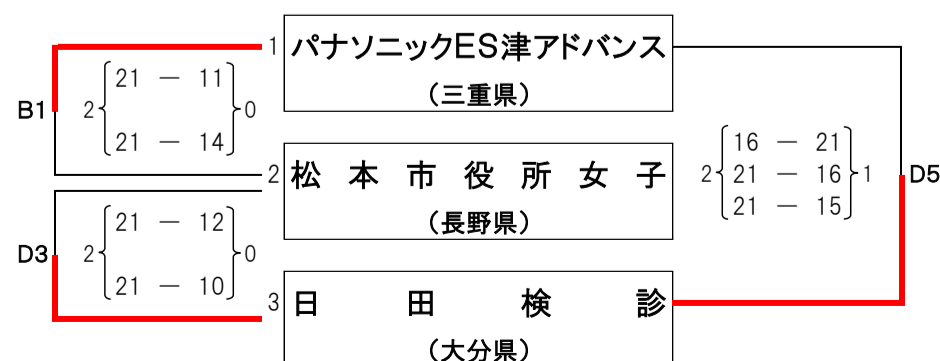 1 パナソニックES津アドバンス
(三重県)
B1
2 21 — 11 0
21 — 14
2 松本市役所女子
(長野県)
2 16 — 21 1
21 — 16
21 — 15
D5
D3
2 21 — 12 0
21 — 10
3 日田検診
(大分県)